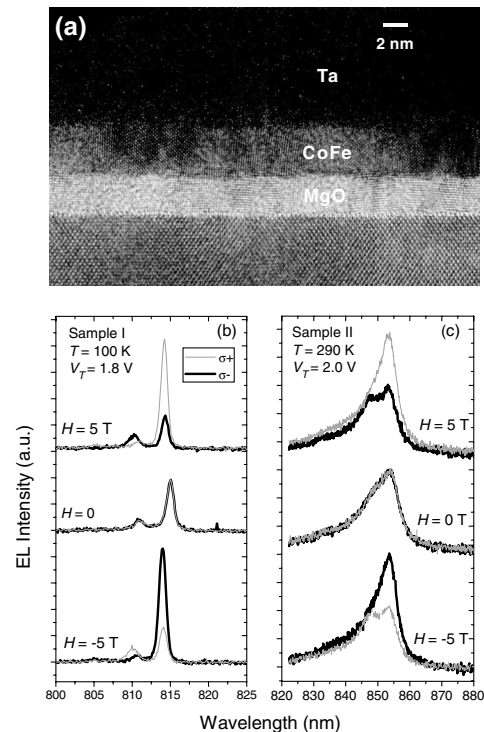 (a)
2 nm
Ta
CoFe
MgO
Sample I
T = 100 K
V_T = 1.8 V
(b)
σ+
σ-
H = 5 T
H = 0
H = -5 T
800 805 810 815 820 825
Sample II
T = 290 K
V_T = 2.0 V
(c)
H = 5 T
H = 0 T
H = -5 T
820 830 840 850 860 870 880
EL Intensity (a.u.)
Wavelength (nm)